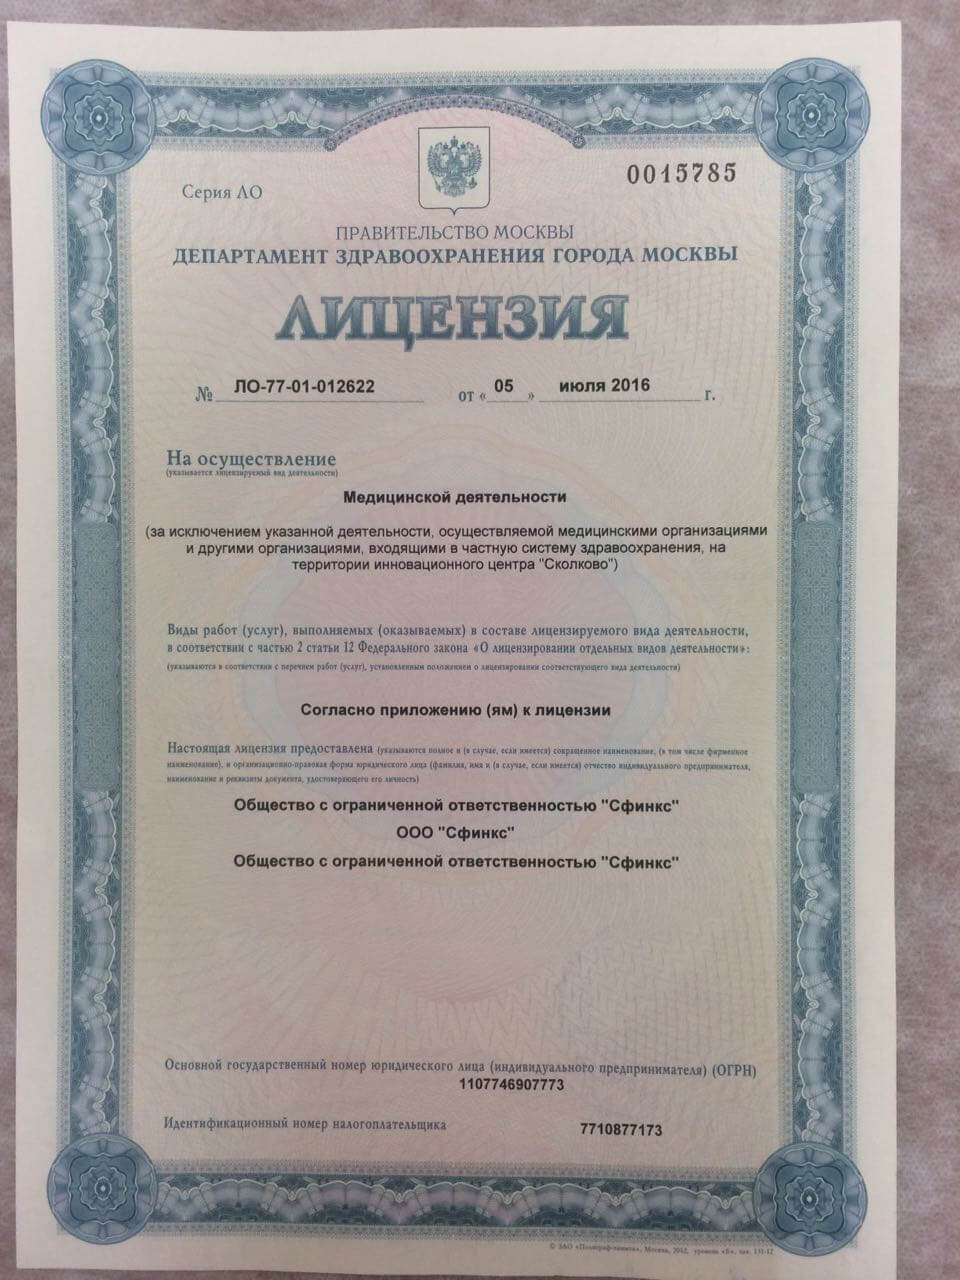 Серия ЛО
0015785
ПРАВИТЕЛЬСТВО МОСКВЫ
ДЕПАРТАМЕНТ ЗДРАВООХРАНЕНИЯ ГОРОДА МОСКВЫ
ЛИЦЕНЗИЯ
№ ЛО-77-01-012622 от « 05 » июля 2016 г.
На осуществление
(указывается лицензируемый вид деятельности)
Медицинской деятельности
(за исключением указанной деятельности, осуществляемой медицинскими организациями
и другими организациями, входящими в частную систему здравоохранения, на
территории инновационного центра "Сколково")
Виды работ (услуг), выполняемых (оказываемых) в составе лицензируемого вида деятельности,
в соответствии с частью 2 статьи 12 Федерального закона «О лицензировании отдельных видов деятельности»:
(указываются в соответствии с перечнем работ (услуг), установленным положением о лицензировании соответствующего вида деятельности)
Согласно приложению (ям) к лицензии
Настоящая лицензия предоставлена (указываются полное и (в случае, если имеется) сокращенное наименование, (в том числе фирменное
наименование), и организационно-правовая форма юридического лица (фамилия, имя и (в случае, если имеется) отчество индивидуального предпринимателя,
наименование и реквизиты документа, удостоверяющего его личность)
Общество с ограниченной ответственностью "Сфинкс"
ООО "Сфинкс"
Общество с ограниченной ответственностью "Сфинкс"
Основной государственный номер юридического лица (индивидуального предпринимателя) (ОГРН)
1107746907773
Идентификационный номер налогоплательщика 7710877173
© ЗАО «Полиграф-защита», Москва, 2012, уровень «Б», зак. 131-12